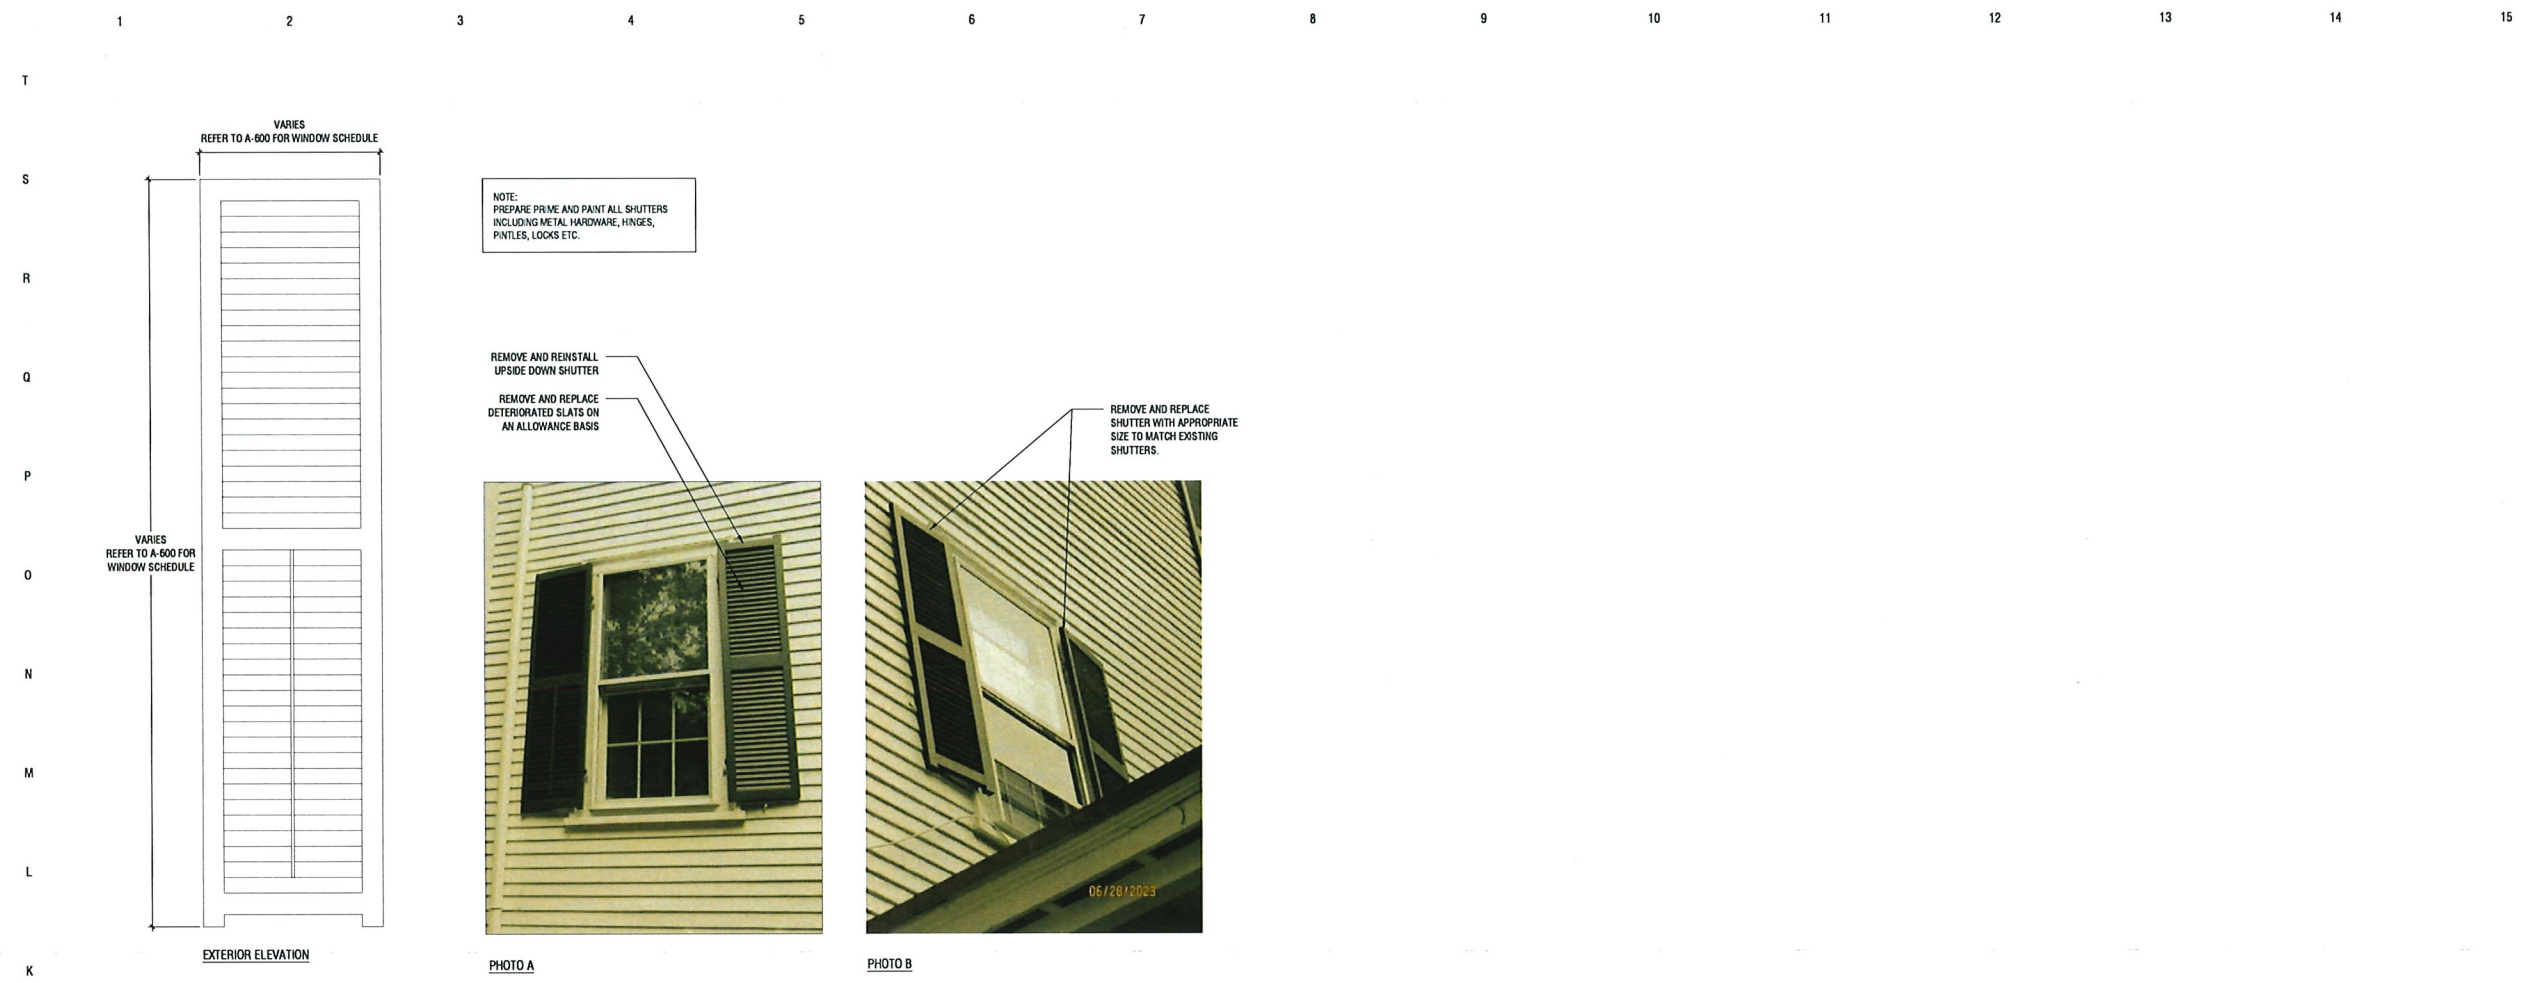 1 2 3 4 5 6 7 8 9 10 11 12 13 14 15
T
VARIES
REFER TO A-600 FOR WINDOW SCHEDULE
S
NOTE:
PREPARE PRIME AND PAINT ALL SHUTTERS
INCLUDING METAL HARDWARE, HINGES,
PINTLES, LOCKS ETC.
R
REMOVE AND REINSTALL
UPSIDE DOWN SHUTTER
Q
REMOVE AND REPLACE
DETERIORATED SLATS ON
AN ALLOWANCE BASIS
REMOVE AND REPLACE
SHUTTER WITH APPROPRIATE
SIZE TO MATCH EXISTING
SHUTTERS.
P
VARIES
REFER TO A-600 FOR
WINDOW SCHEDULE
O
N
M
L
06/28/2023
EXTERIOR ELEVATION
PHOTO A
PHOTO B
K